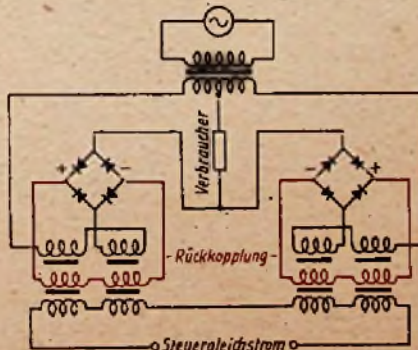 Verbraucher
+ −
− +
-Rückkopplung-
Steuergleichstrom